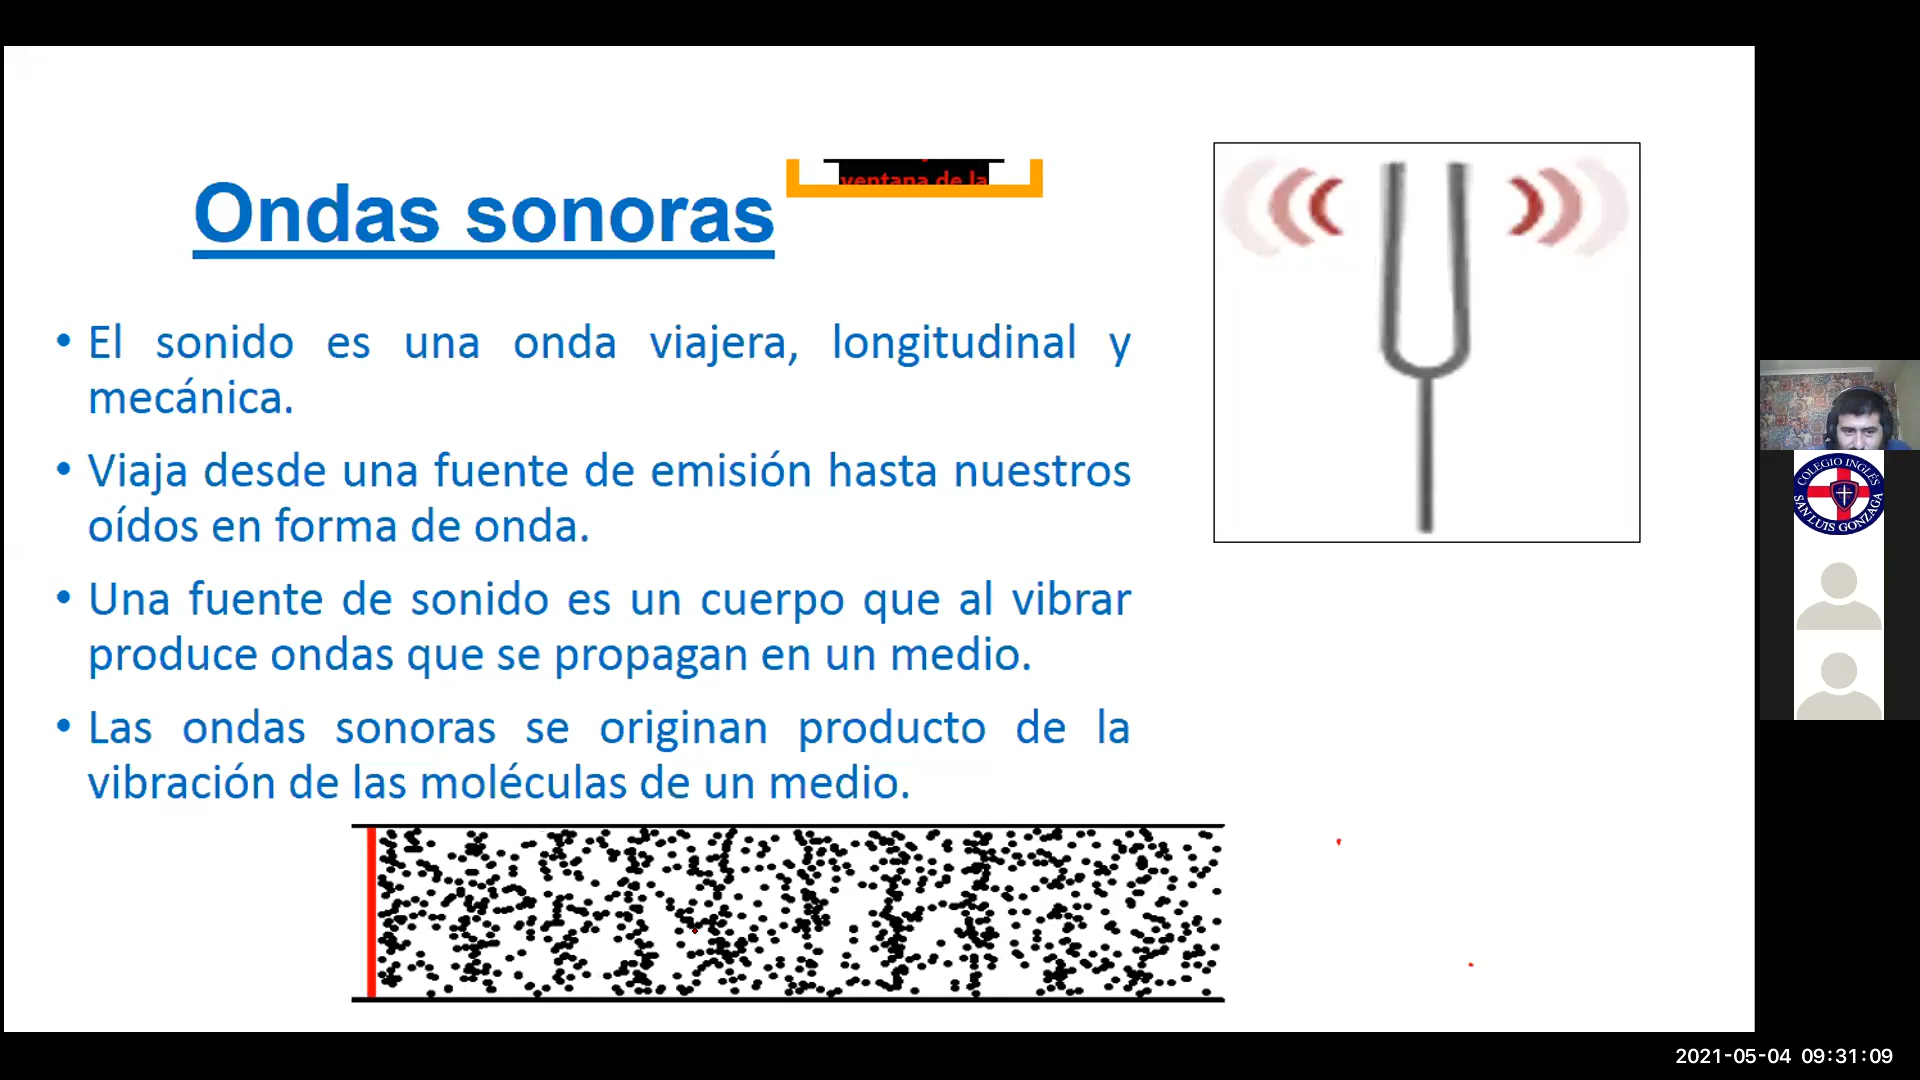 ventana de la
Ondas sonoras
• El sonido es una onda viajera, longitudinal y
mecánica.
• Viaja desde una fuente de emisión hasta nuestros
oídos en forma de onda.
• Una fuente de sonido es un cuerpo que al vibrar
produce ondas que se propagan en un medio.
• Las ondas sonoras se originan producto de la
vibración de las moléculas de un medio.
COLEGIO INGLÉS
SAN LUIS GONZAGA
2021-05-04 09:31:09